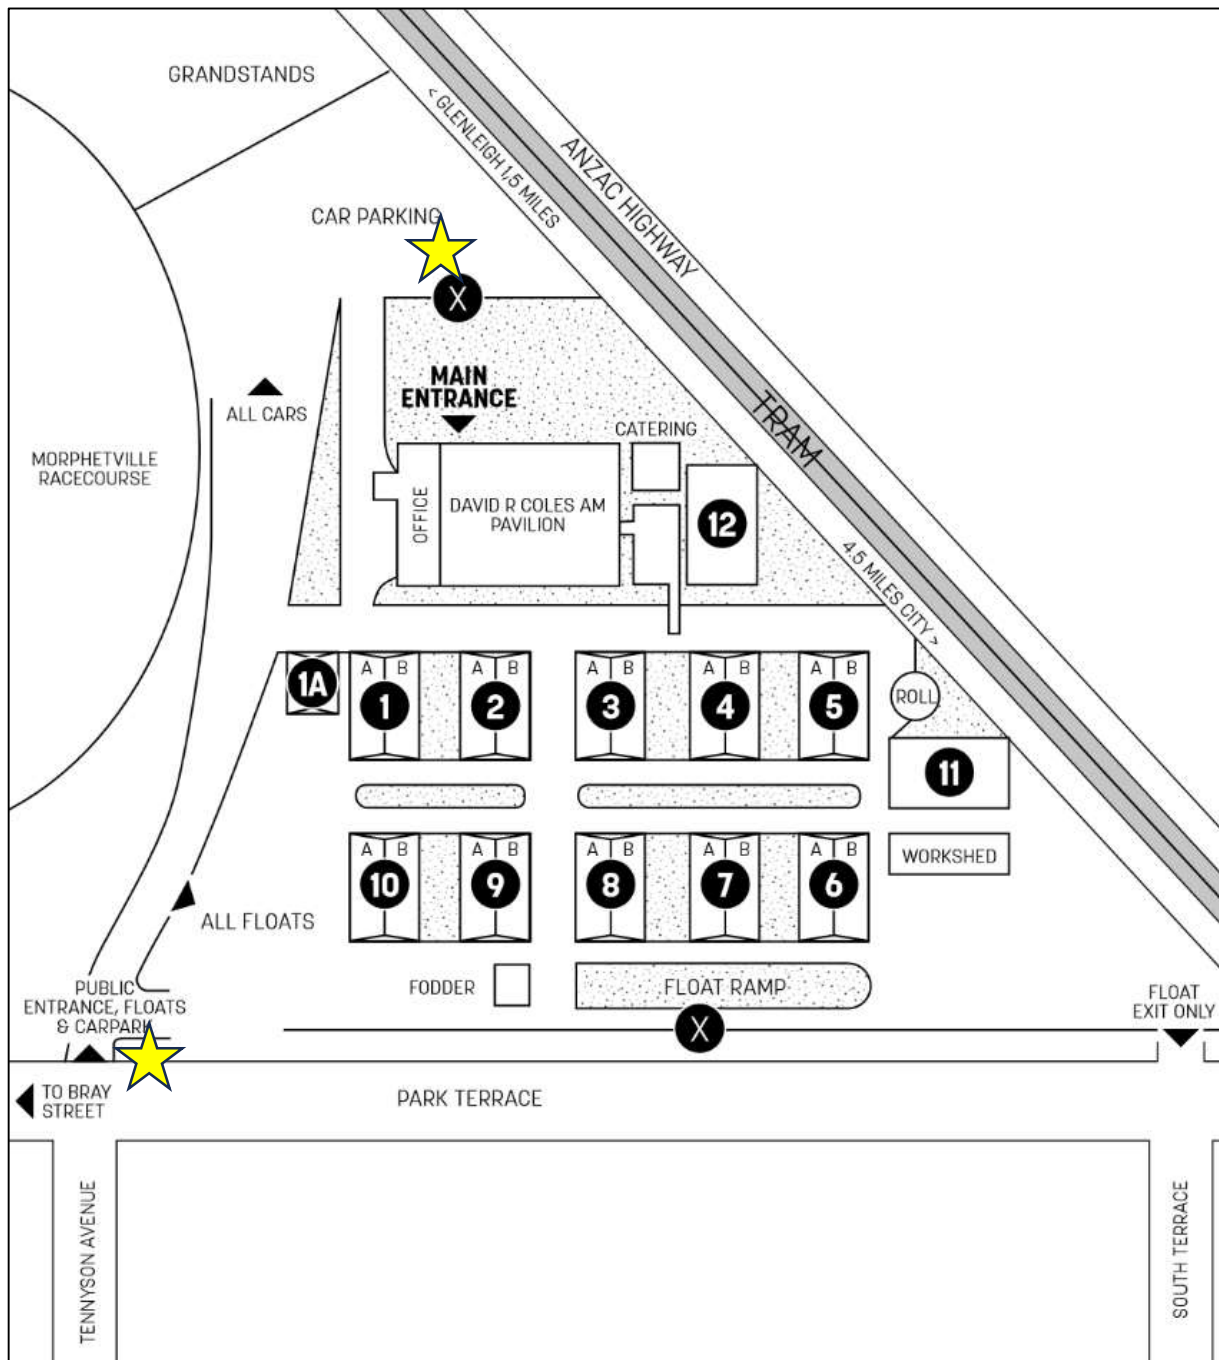 GRANDSTANDS
< GLENLEIGH 1,5 MILES
ANZAC HIGHWAY
CAR PARKING
X
MAIN
ENTRANCE
ALL CARS
CATERING
TRAM
MORPHETVILLE
RACECOURSE
OFFICE
DAVID R COLES AM
PAVILION
12
4.5 MILES CITY >
1A
A B
1
A B
2
A B
3
A B
4
A B
5
ROLL
11
A B
10
A B
9
A B
8
A B
7
A B
6
WORKSHED
ALL FLOATS
FODDER
FLOAT RAMP
X
PUBLIC
ENTRANCE, FLOATS
& CARPARK
FLOAT
EXIT ONLY
TO BRAY
STREET
PARK TERRACE
TENNYSON AVENUE
SOUTH TERRACE